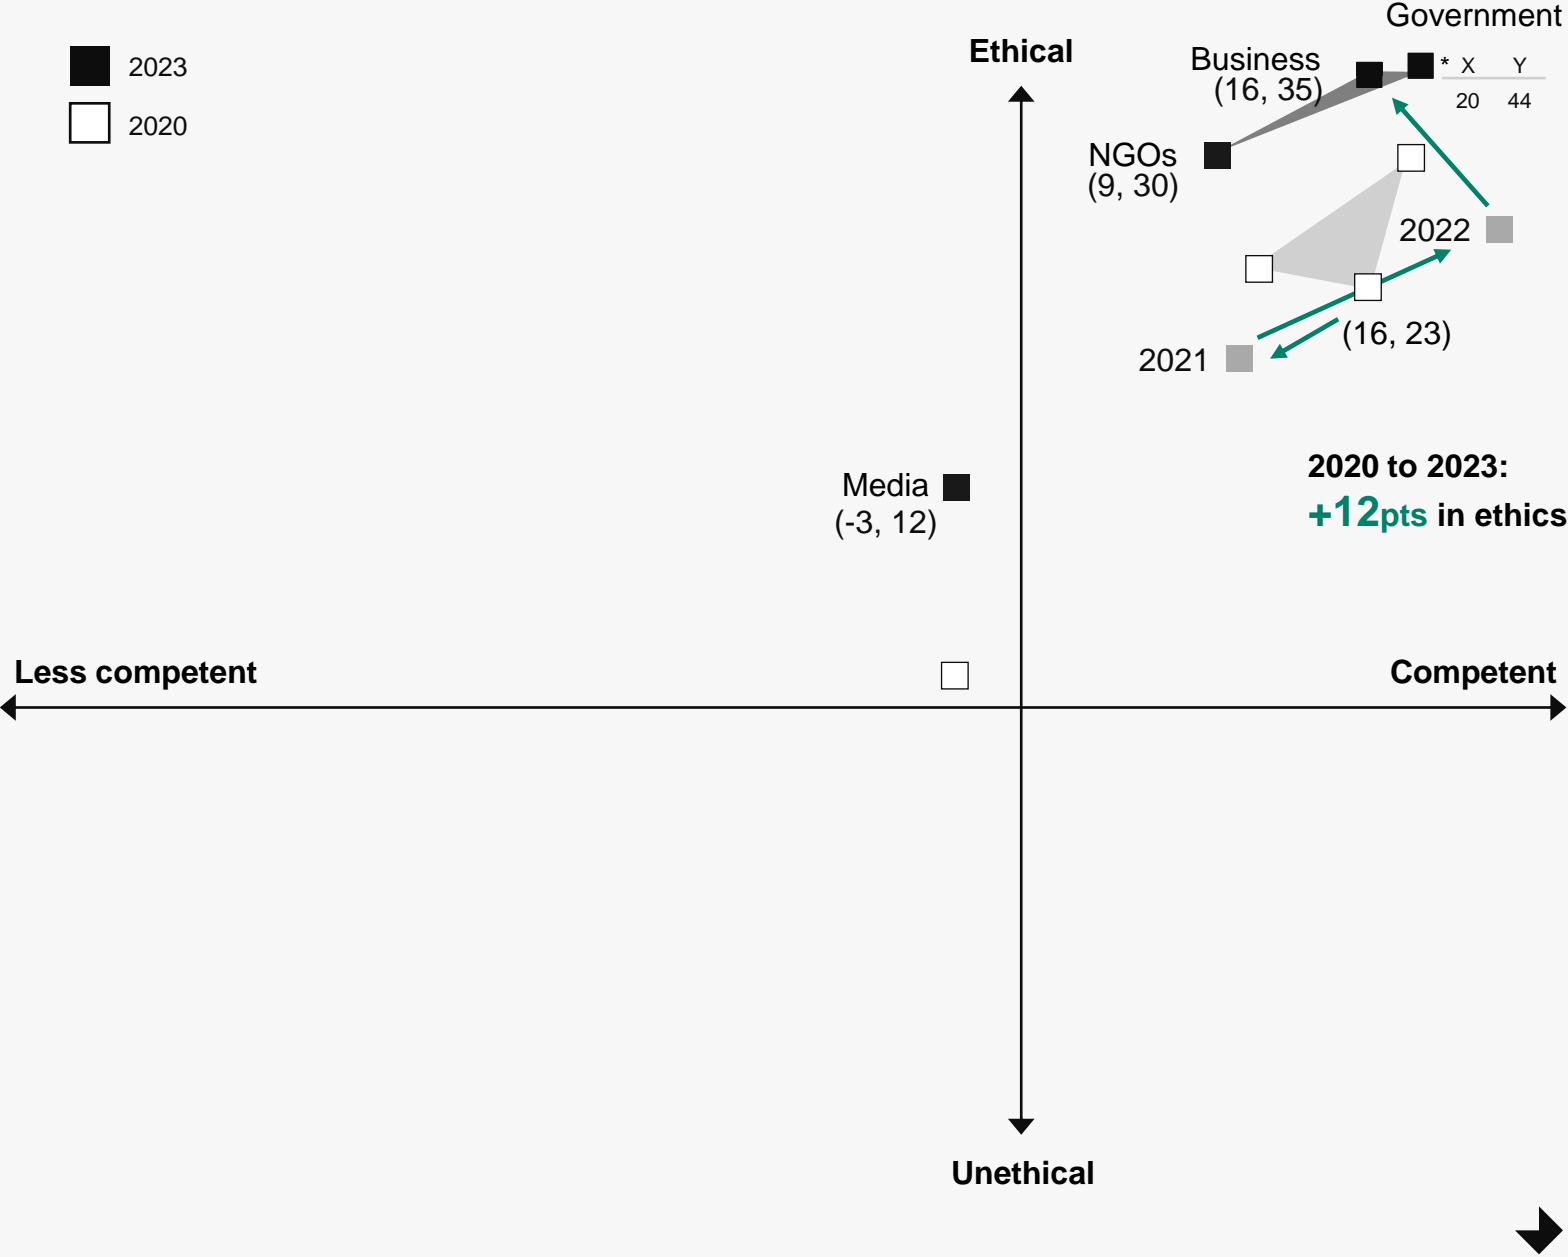 Government
Ethical
2023
Business
(16, 35)
* X Y
20 44
2020
NGOs
(9, 30)
2022
(16, 23)
2021
2020 to 2023:
+12pts in ethics
Media
(-3, 12)
Less competent
Competent
Unethical